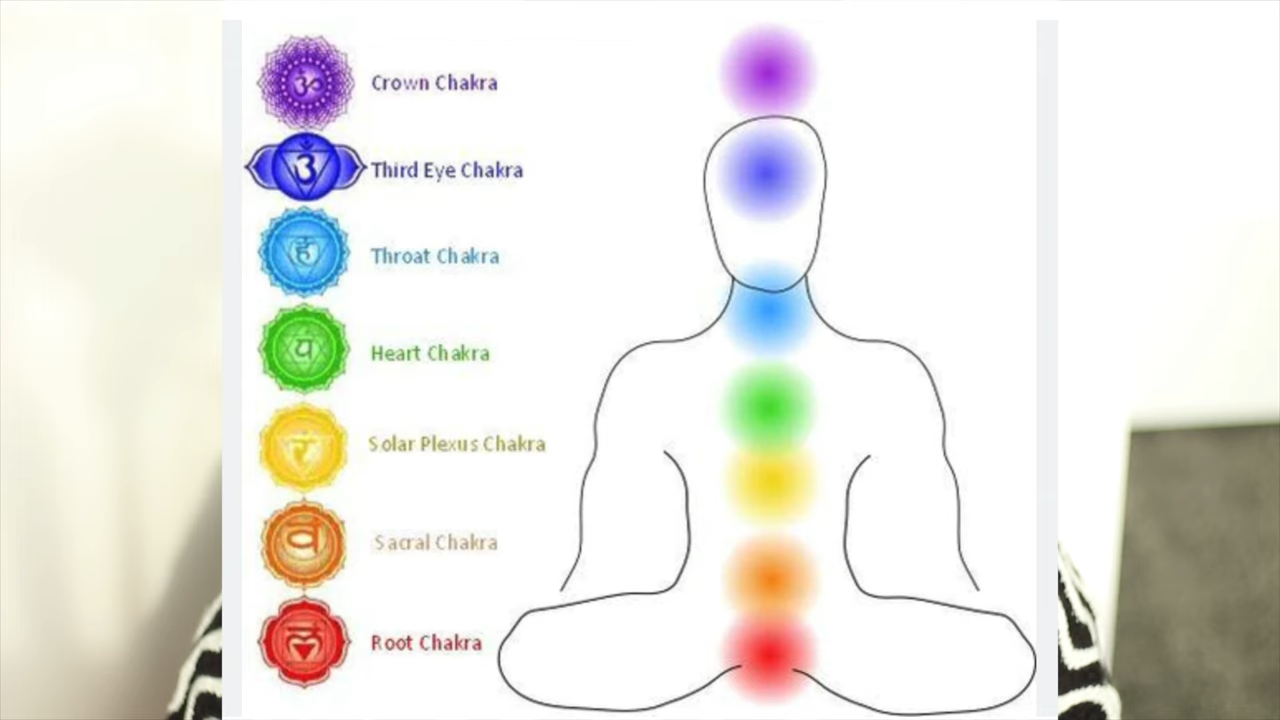 ॐ
Crown Chakra
ॐ
Third Eye Chakra
हं
Throat Chakra
यं
Heart Chakra
रं
Solar Plexus Chakra
वं
Sacral Chakra
लं
Root Chakra